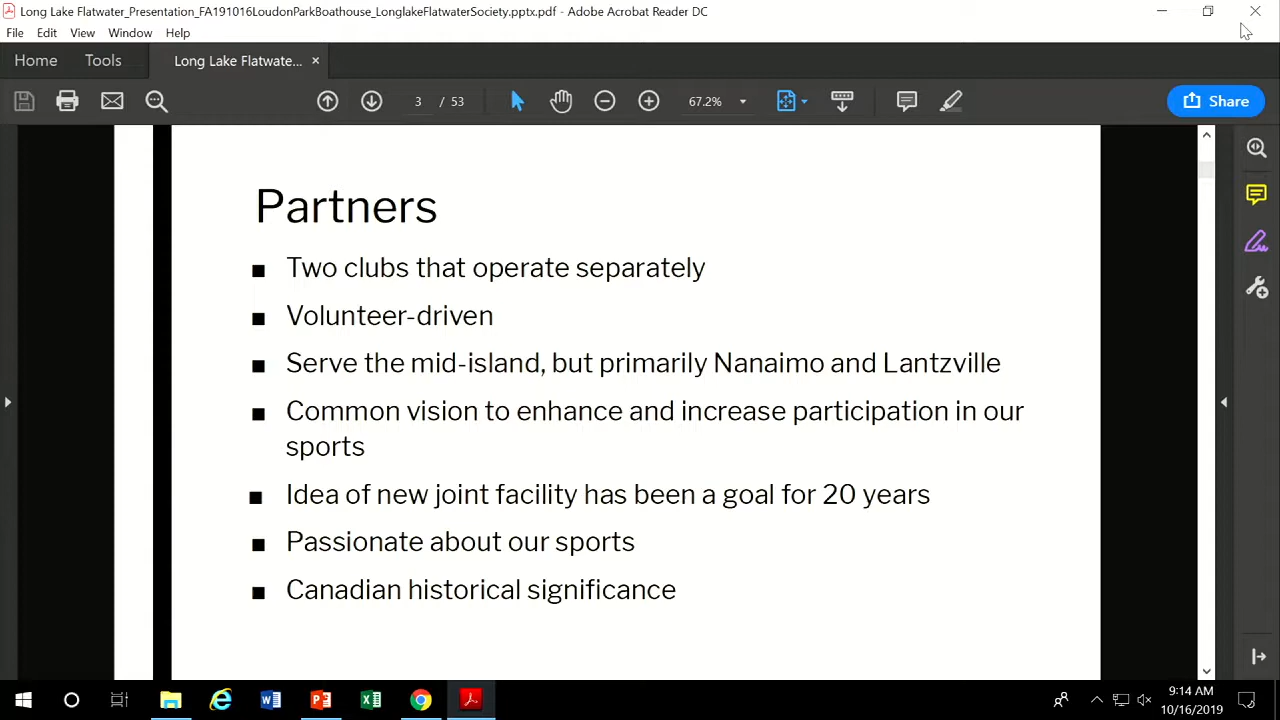 Long Lake Flatwater_Presentation_FA191016LoudonParkBoathouse_LonglakeFlatwaterSociety.pptx.pdf - Adobe Acrobat Reader DC
File Edit View Window Help
Home Tools Long Lake Flatwate... ×
3 / 53 67.2% Share
Partners
■ Two clubs that operate separately
■ Volunteer-driven
■ Serve the mid-island, but primarily Nanaimo and Lantzville
■ Common vision to enhance and increase participation in our
sports
■ Idea of new joint facility has been a goal for 20 years
■ Passionate about our sports
■ Canadian historical significance
9:14 AM
10/16/2019